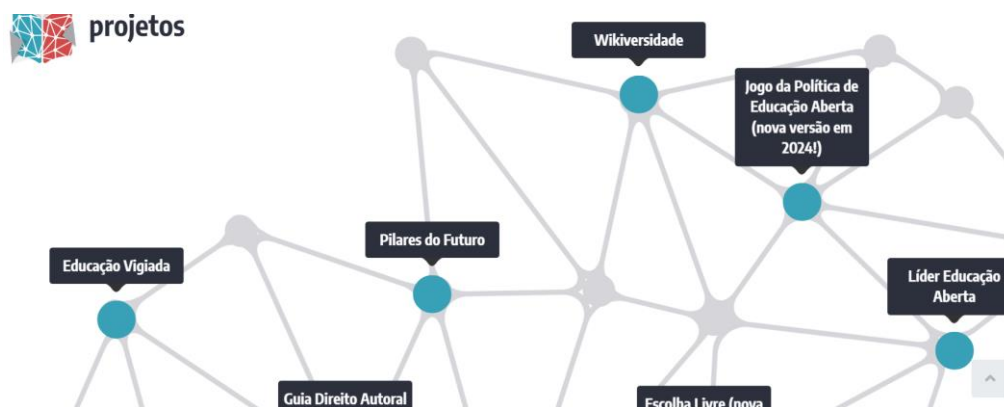 projetos
Wikiversidade
Jogo da Política de
Educação Aberta
(nova versão em
2024!)
Pilares do Futuro
Educação Vigiada
Líder Educação
Aberta
Guia Direito Autoral
Escolha Livre (nova